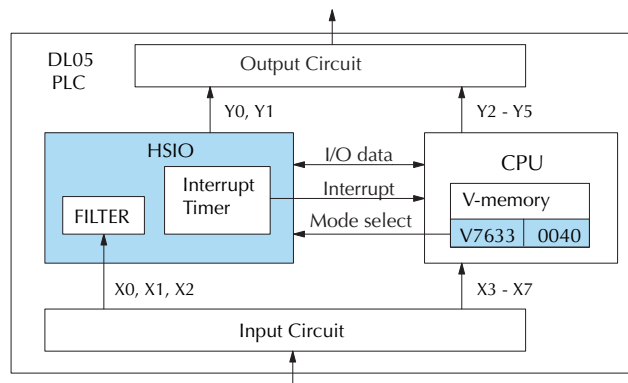 DL05
PLC
Output Circuit
Y0, Y1
Y2 - Y5
HSIO
I/O data
CPU
Interrupt
Timer
Interrupt
V-memory
FILTER
Mode select
V7633 0040
X0, X1, X2
X3 - X7
Input Circuit